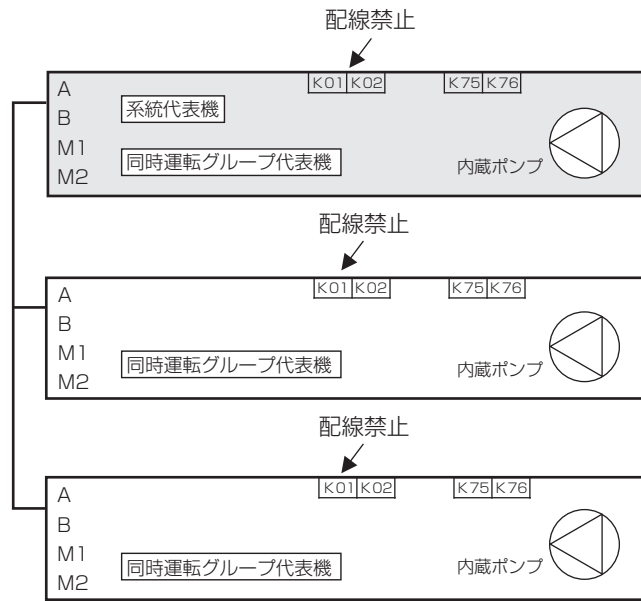 配線禁止
A K01 K02 K75 K76
B 系統代表機
M1 同時運転グループ代表機 内蔵ポンプ
M2
配線禁止
A K01 K02 K75 K76
B
M1 同時運転グループ代表機 内蔵ポンプ
M2
配線禁止
A K01 K02 K75 K76
B
M1 同時運転グループ代表機 内蔵ポンプ
M2